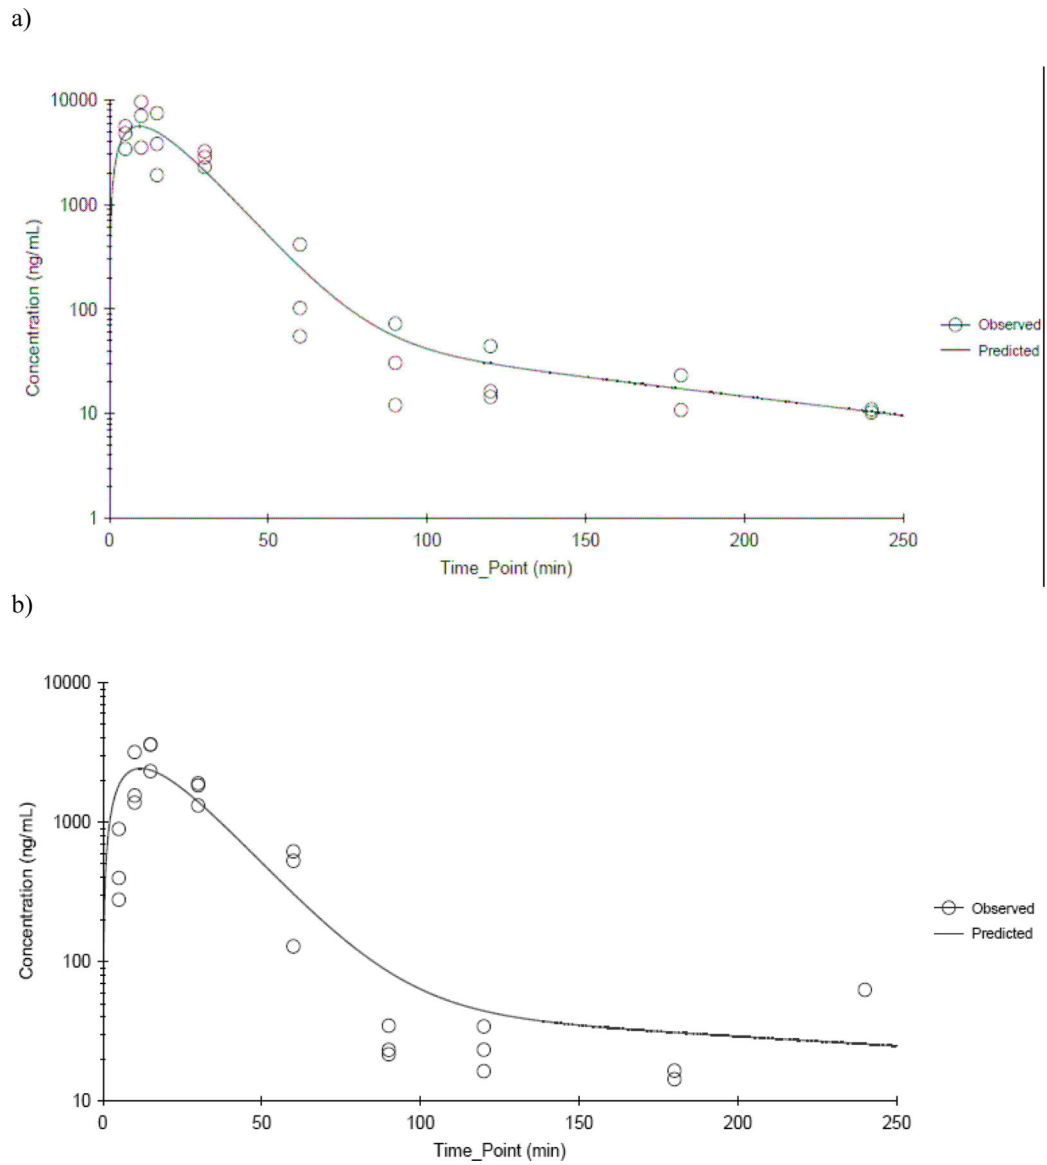 a)
10000
1000
100
10
1
Concentration (ng/mL)
0 50 100 150 200 250
Time_Point (min)
Observed
Predicted
b)
10000
1000
100
10
Concentration (ng/mL)
0 50 100 150 200 250
Time_Point (min)
Observed
Predicted